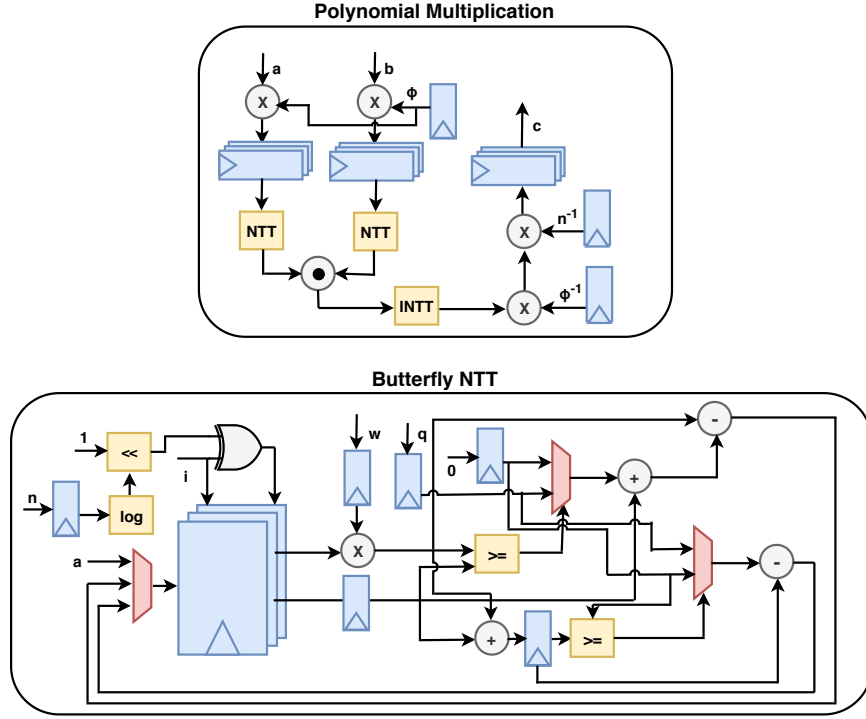 Polynomial Multiplication
a
b
ϕ
X
X
c
NTT
NTT
n⁻¹
X
ϕ⁻¹
INTT
X
Butterfly NTT
w
q
-
1
<<
i
0
+
n
log
X
>=
a
-
+
>=